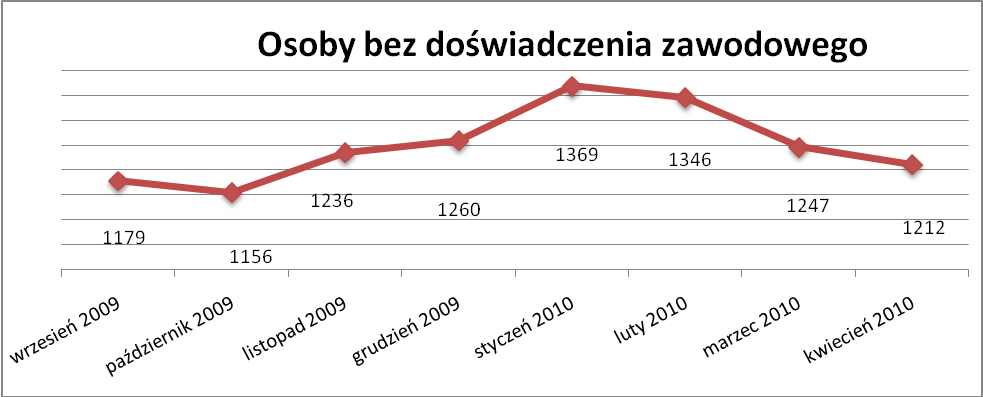 Osoby bez doświadczenia zawodowego
1179
1156
1236
1260
1369
1346
1247
1212
wrzesień 2009
październik 2009
listopad 2009
grudzień 2009
styczeń 2010
luty 2010
marzec 2010
kwiecień 2010